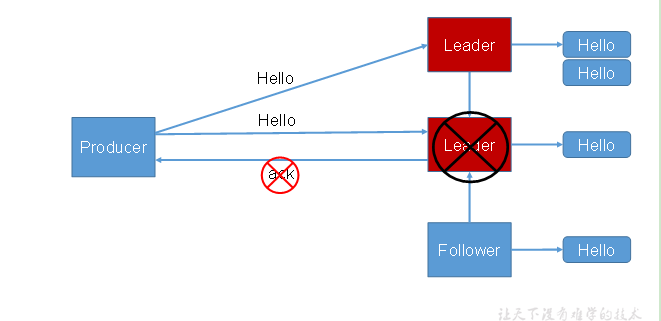 Leader
Hello
Hello
Hello
Hello
Producer
Leader
Hello
ack
Follower
Hello
让天下没有难学的技术